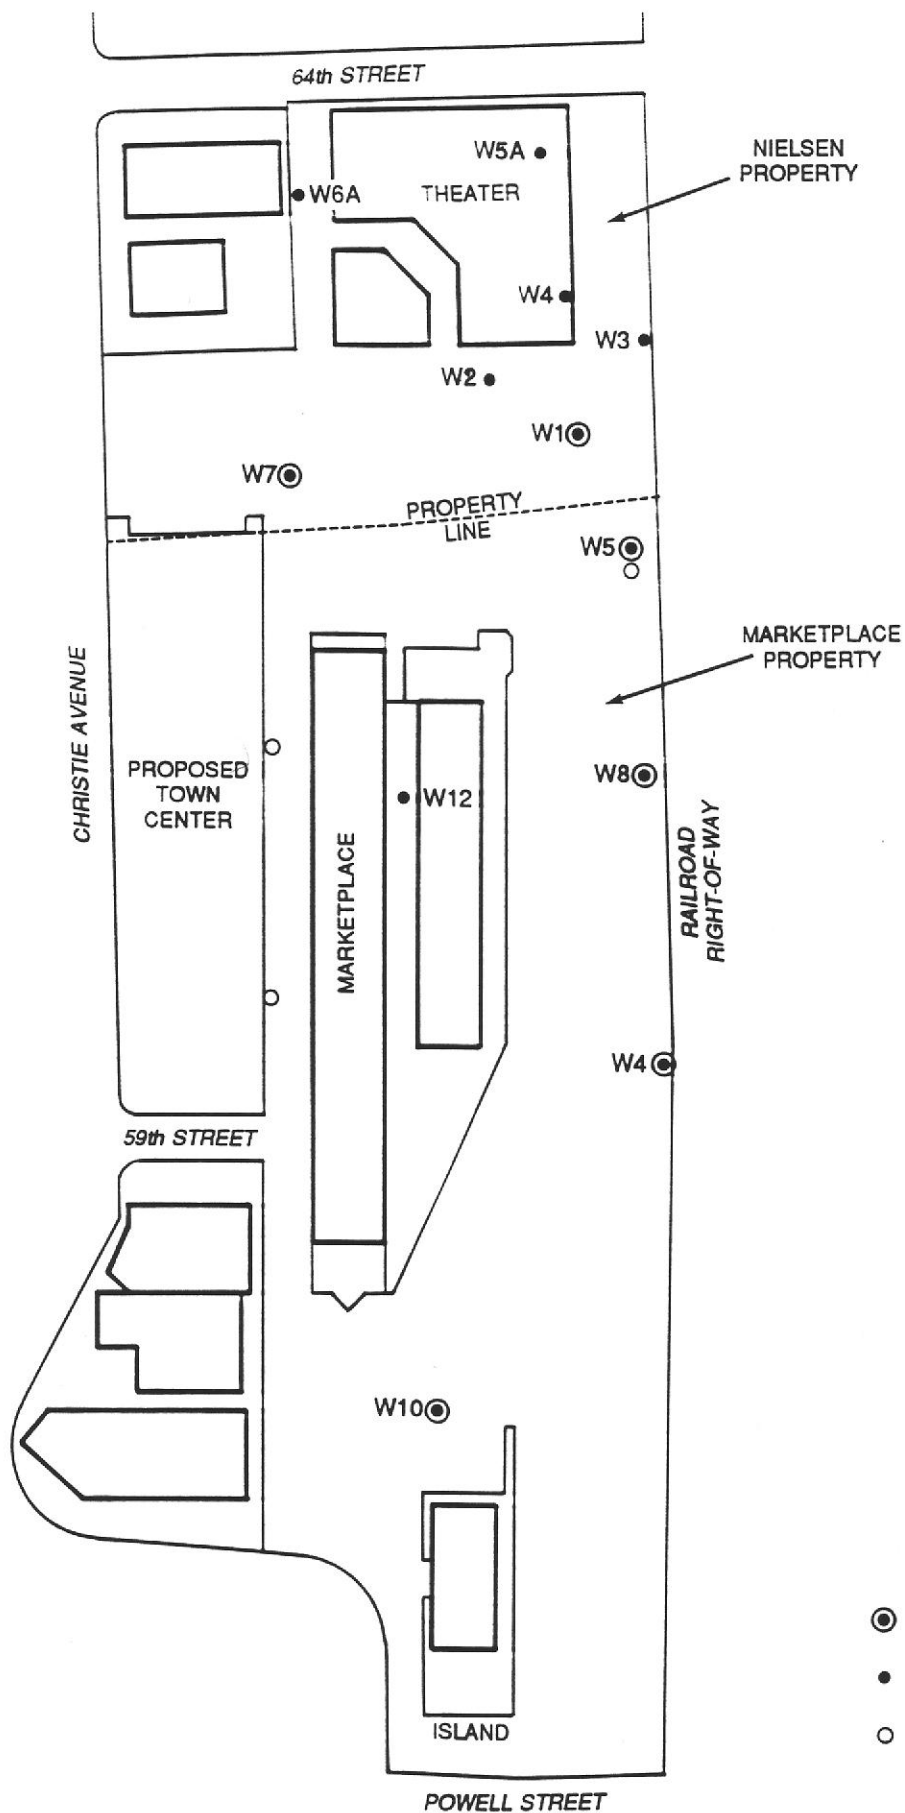 64th STREET
W5A
NIELSEN
PROPERTY
W6A
THEATER
W4
W3
W2
W1
W7
PROPERTY
LINE
W5
MARKETPLACE
PROPERTY
CHRISTIE AVENUE
PROPOSED
TOWN
CENTER
W8
W12
MARKETPLACE
RAILROAD
RIGHT-OF-WAY
W4
59th STREET
W10
ISLAND
POWELL STREET